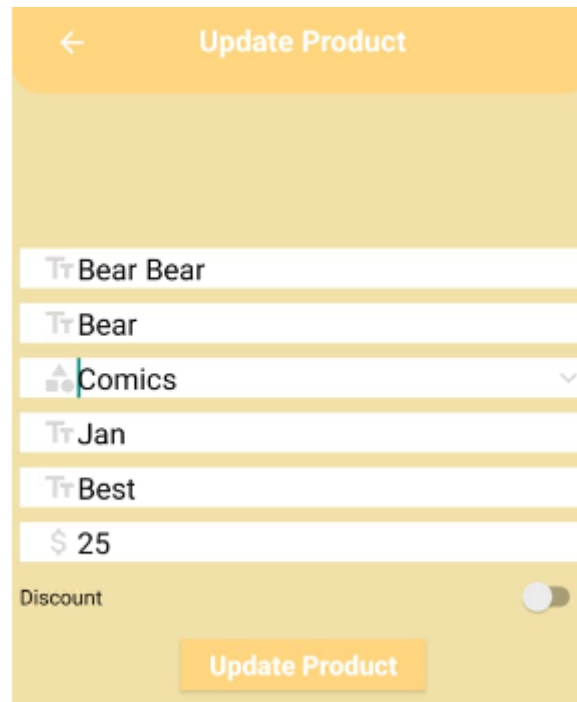 Update Product
Bear Bear
Bear
Comics
Jan
Best
$ 25
Discount
Update Product